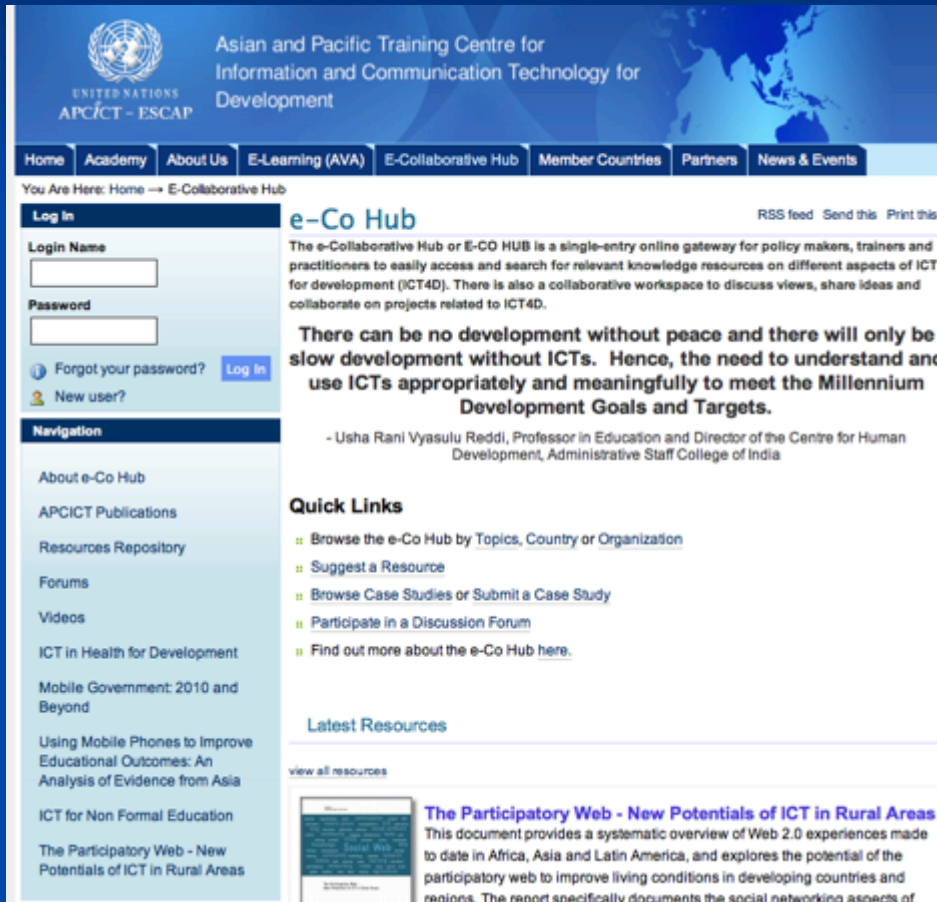 UNITED NATIONS
APCICT - ESCAP
Asian and Pacific Training Centre for
Information and Communication Technology for
Development
Home Academy About Us E-Learning (AVA) E-Collaborative Hub Member Countries Partners News & Events
You Are Here: Home → E-Collaborative Hub
Log In
Login Name
Password
Forgot your password? Log In
New user?
Navigation
About e-Co Hub
APCICT Publications
Resources Repository
Forums
Videos
ICT in Health for Development
Mobile Government: 2010 and
Beyond
Using Mobile Phones to Improve
Educational Outcomes: An
Analysis of Evidence from Asia
ICT for Non Formal Education
The Participatory Web - New
Potentials of ICT in Rural Areas
e-Co Hub
RSS feed Send this Print this
The e-Collaborative Hub or E-CO HUB is a single-entry online gateway for policy makers, trainers and
practitioners to easily access and search for relevant knowledge resources on different aspects of ICT
for development (ICT4D). There is also a collaborative workspace to discuss views, share ideas and
collaborate on projects related to ICT4D.
There can be no development without peace and there will only be
slow development without ICTs. Hence, the need to understand and
use ICTs appropriately and meaningfully to meet the Millennium
Development Goals and Targets.
- Usha Rani Vyasulu Reddi, Professor in Education and Director of the Centre for Human
Development, Administrative Staff College of India
Quick Links
Browse the e-Co Hub by Topics, Country or Organization
Suggest a Resource
Browse Case Studies or Submit a Case Study
Participate in a Discussion Forum
Find out more about the e-Co Hub here.
Latest Resources
view all resources
Social Web
The Participatory Web - New Potentials of ICT in Rural Areas
This document provides a systematic overview of Web 2.0 experiences made
to date in Africa, Asia and Latin America, and explores the potential of the
participatory web to improve living conditions in developing countries and
regions. The report specifically documents the social networking aspects of